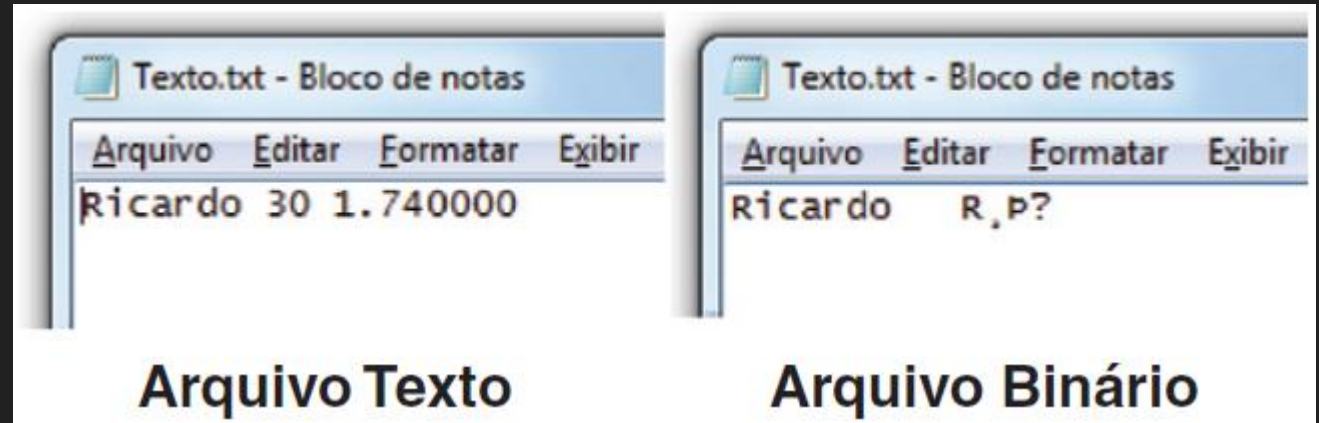 Texto.txt - Bloco de notas
Arquivo Editar Formatar Exibir
Ricardo 30 1.740000
Arquivo Texto
Texto.txt - Bloco de notas
Arquivo Editar Formatar Exibir
Ricardo R¸Þ?
Arquivo Binário